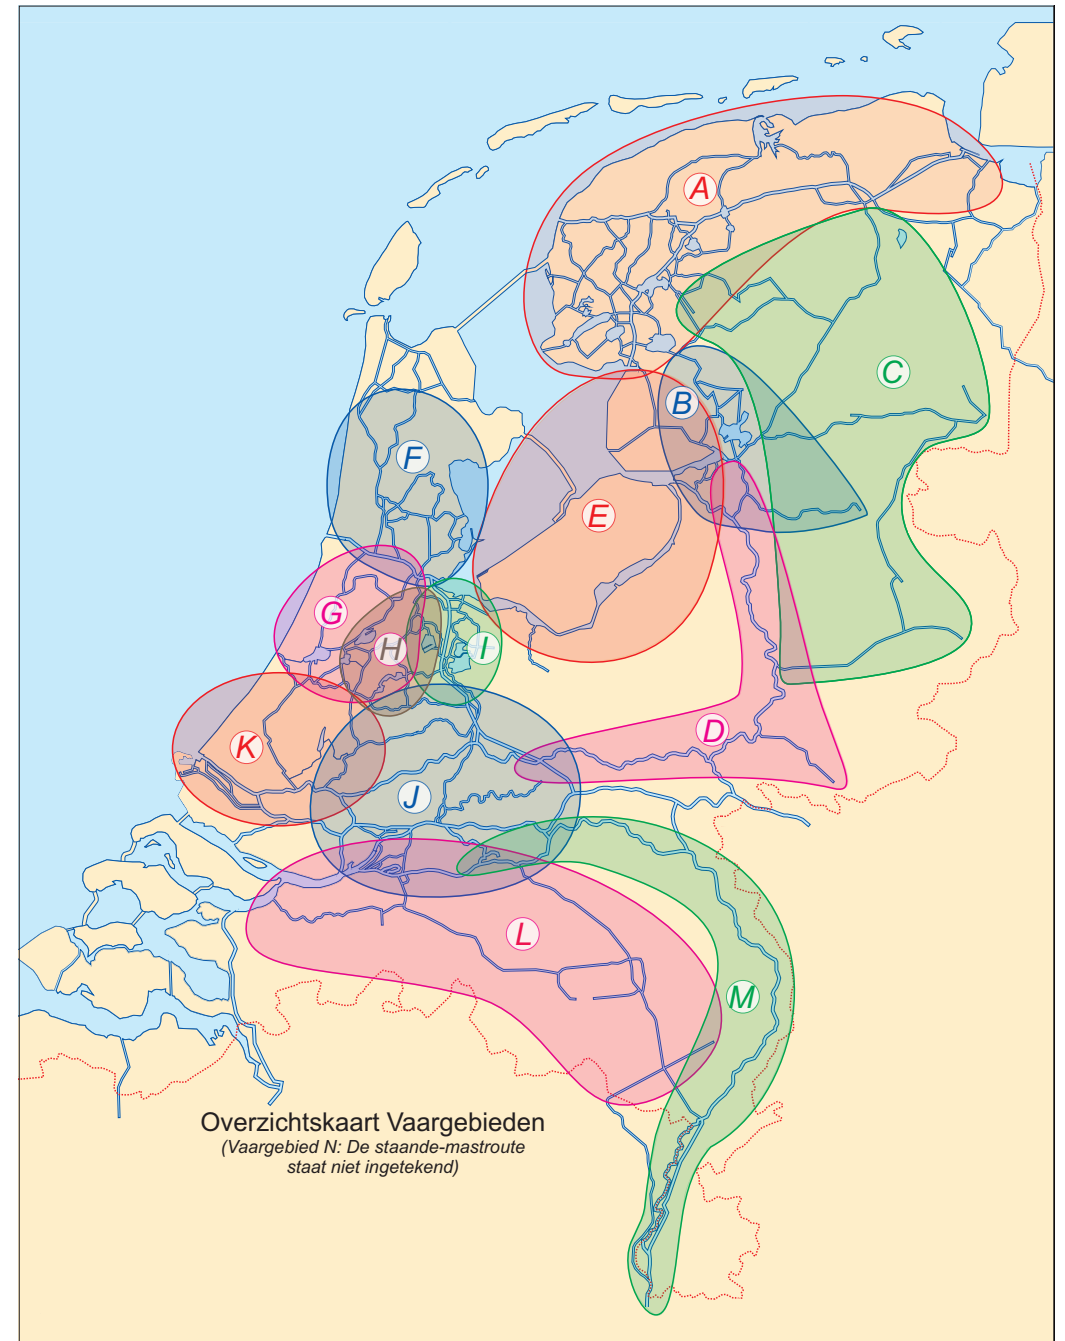 A
C
B
F
E
G
H
I
D
K
J
L
M
Overzichtskaart Vaargebieden
(Vaargebied N: De staande-mastroute
staat niet ingetekend)